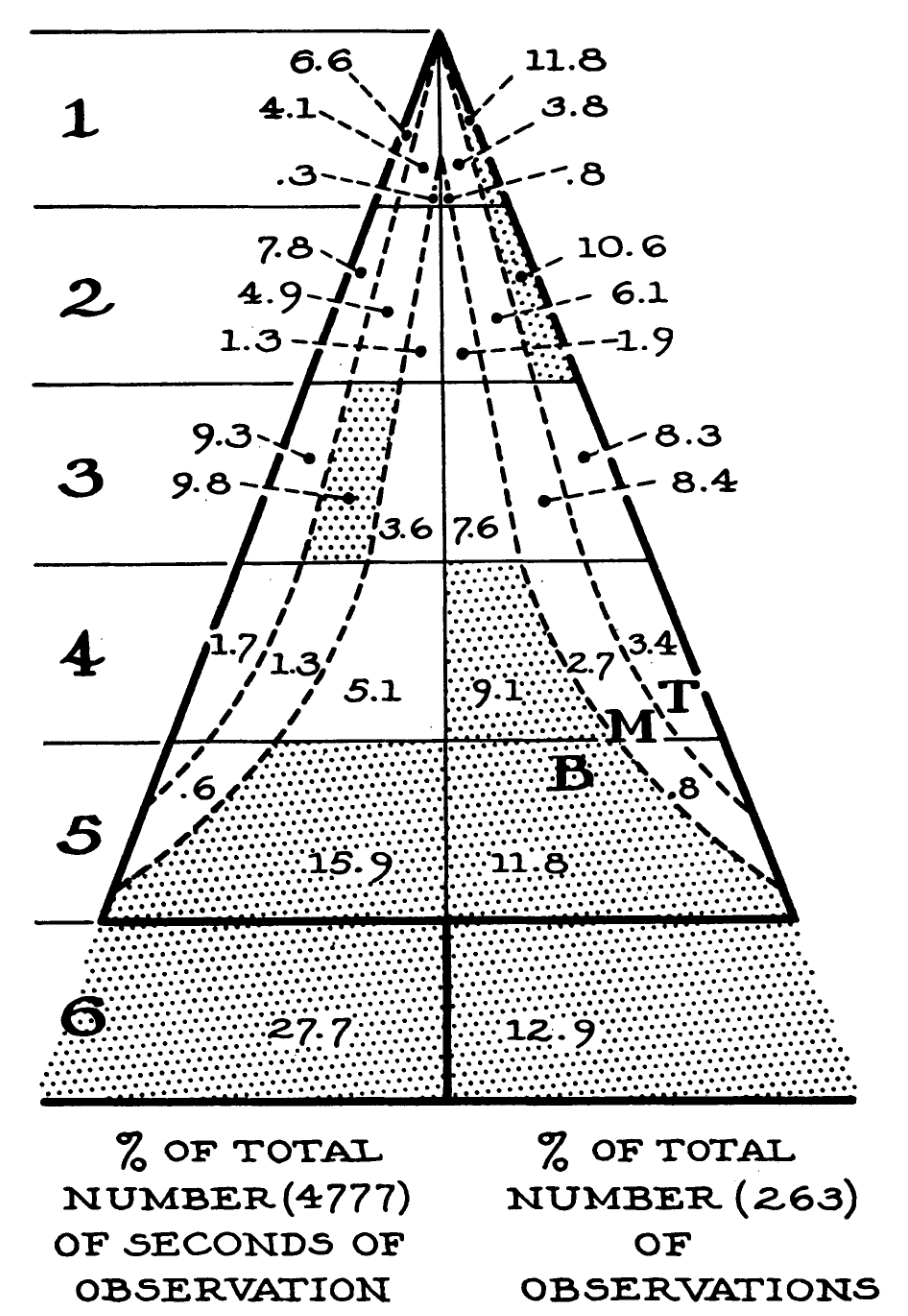 6.6 11.8
1 4.1 3.8
.3 .8
7.8 10.6
2 4.9 6.1
1.3 1.9
9.3 8.3
3 9.8 8.4
3.6 7.6
4 1.7 1.3 2.7 3.4
5.1 9.1 T
M
B
.6 .8
5
15.9 11.8
6 27.7 12.9
% OF TOTAL
NUMBER (4777)
OF SECONDS OF
OBSERVATION
% OF TOTAL
NUMBER (263)
OF
OBSERVATIONS